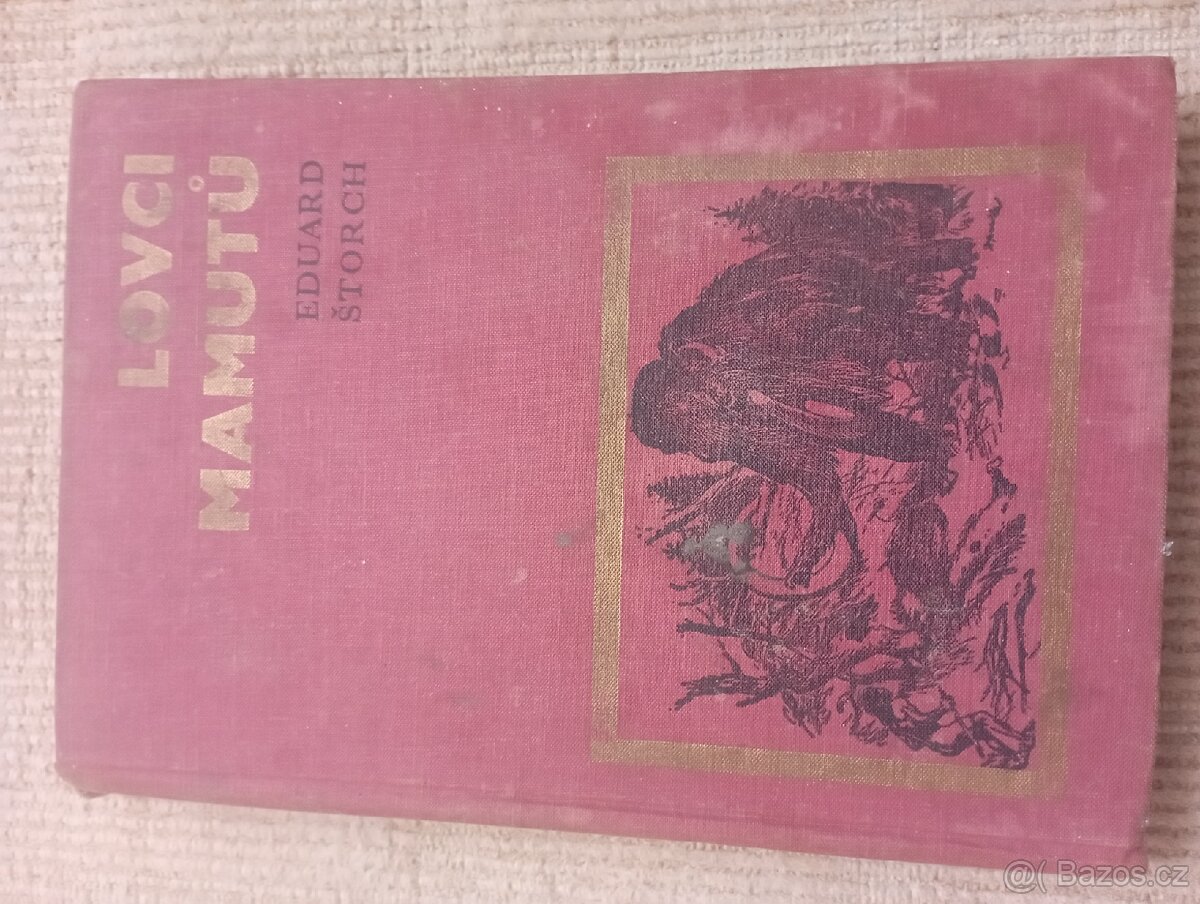 LOVCI
MAMUTŮ
EDUARD
ŠTORCH
@( Bazos.cz